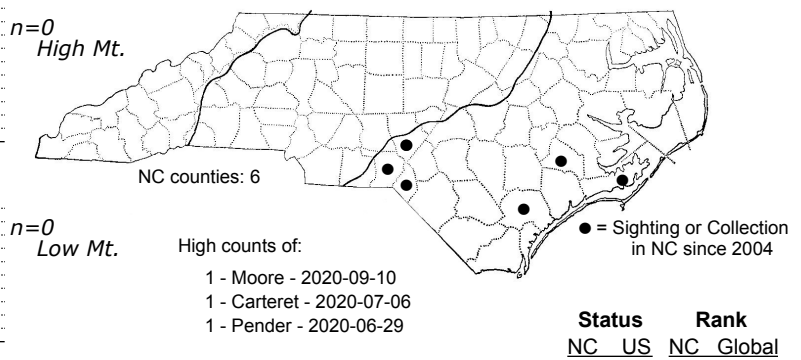 n=0
High Mt.
NC counties: 6
n=0
Low Mt.
High counts of:
1 - Moore - 2020-09-10
1 - Carteret - 2020-07-06
1 - Pender - 2020-06-29
● = Sighting or Collection
in NC since 2004
Status Rank
NC US NC Global